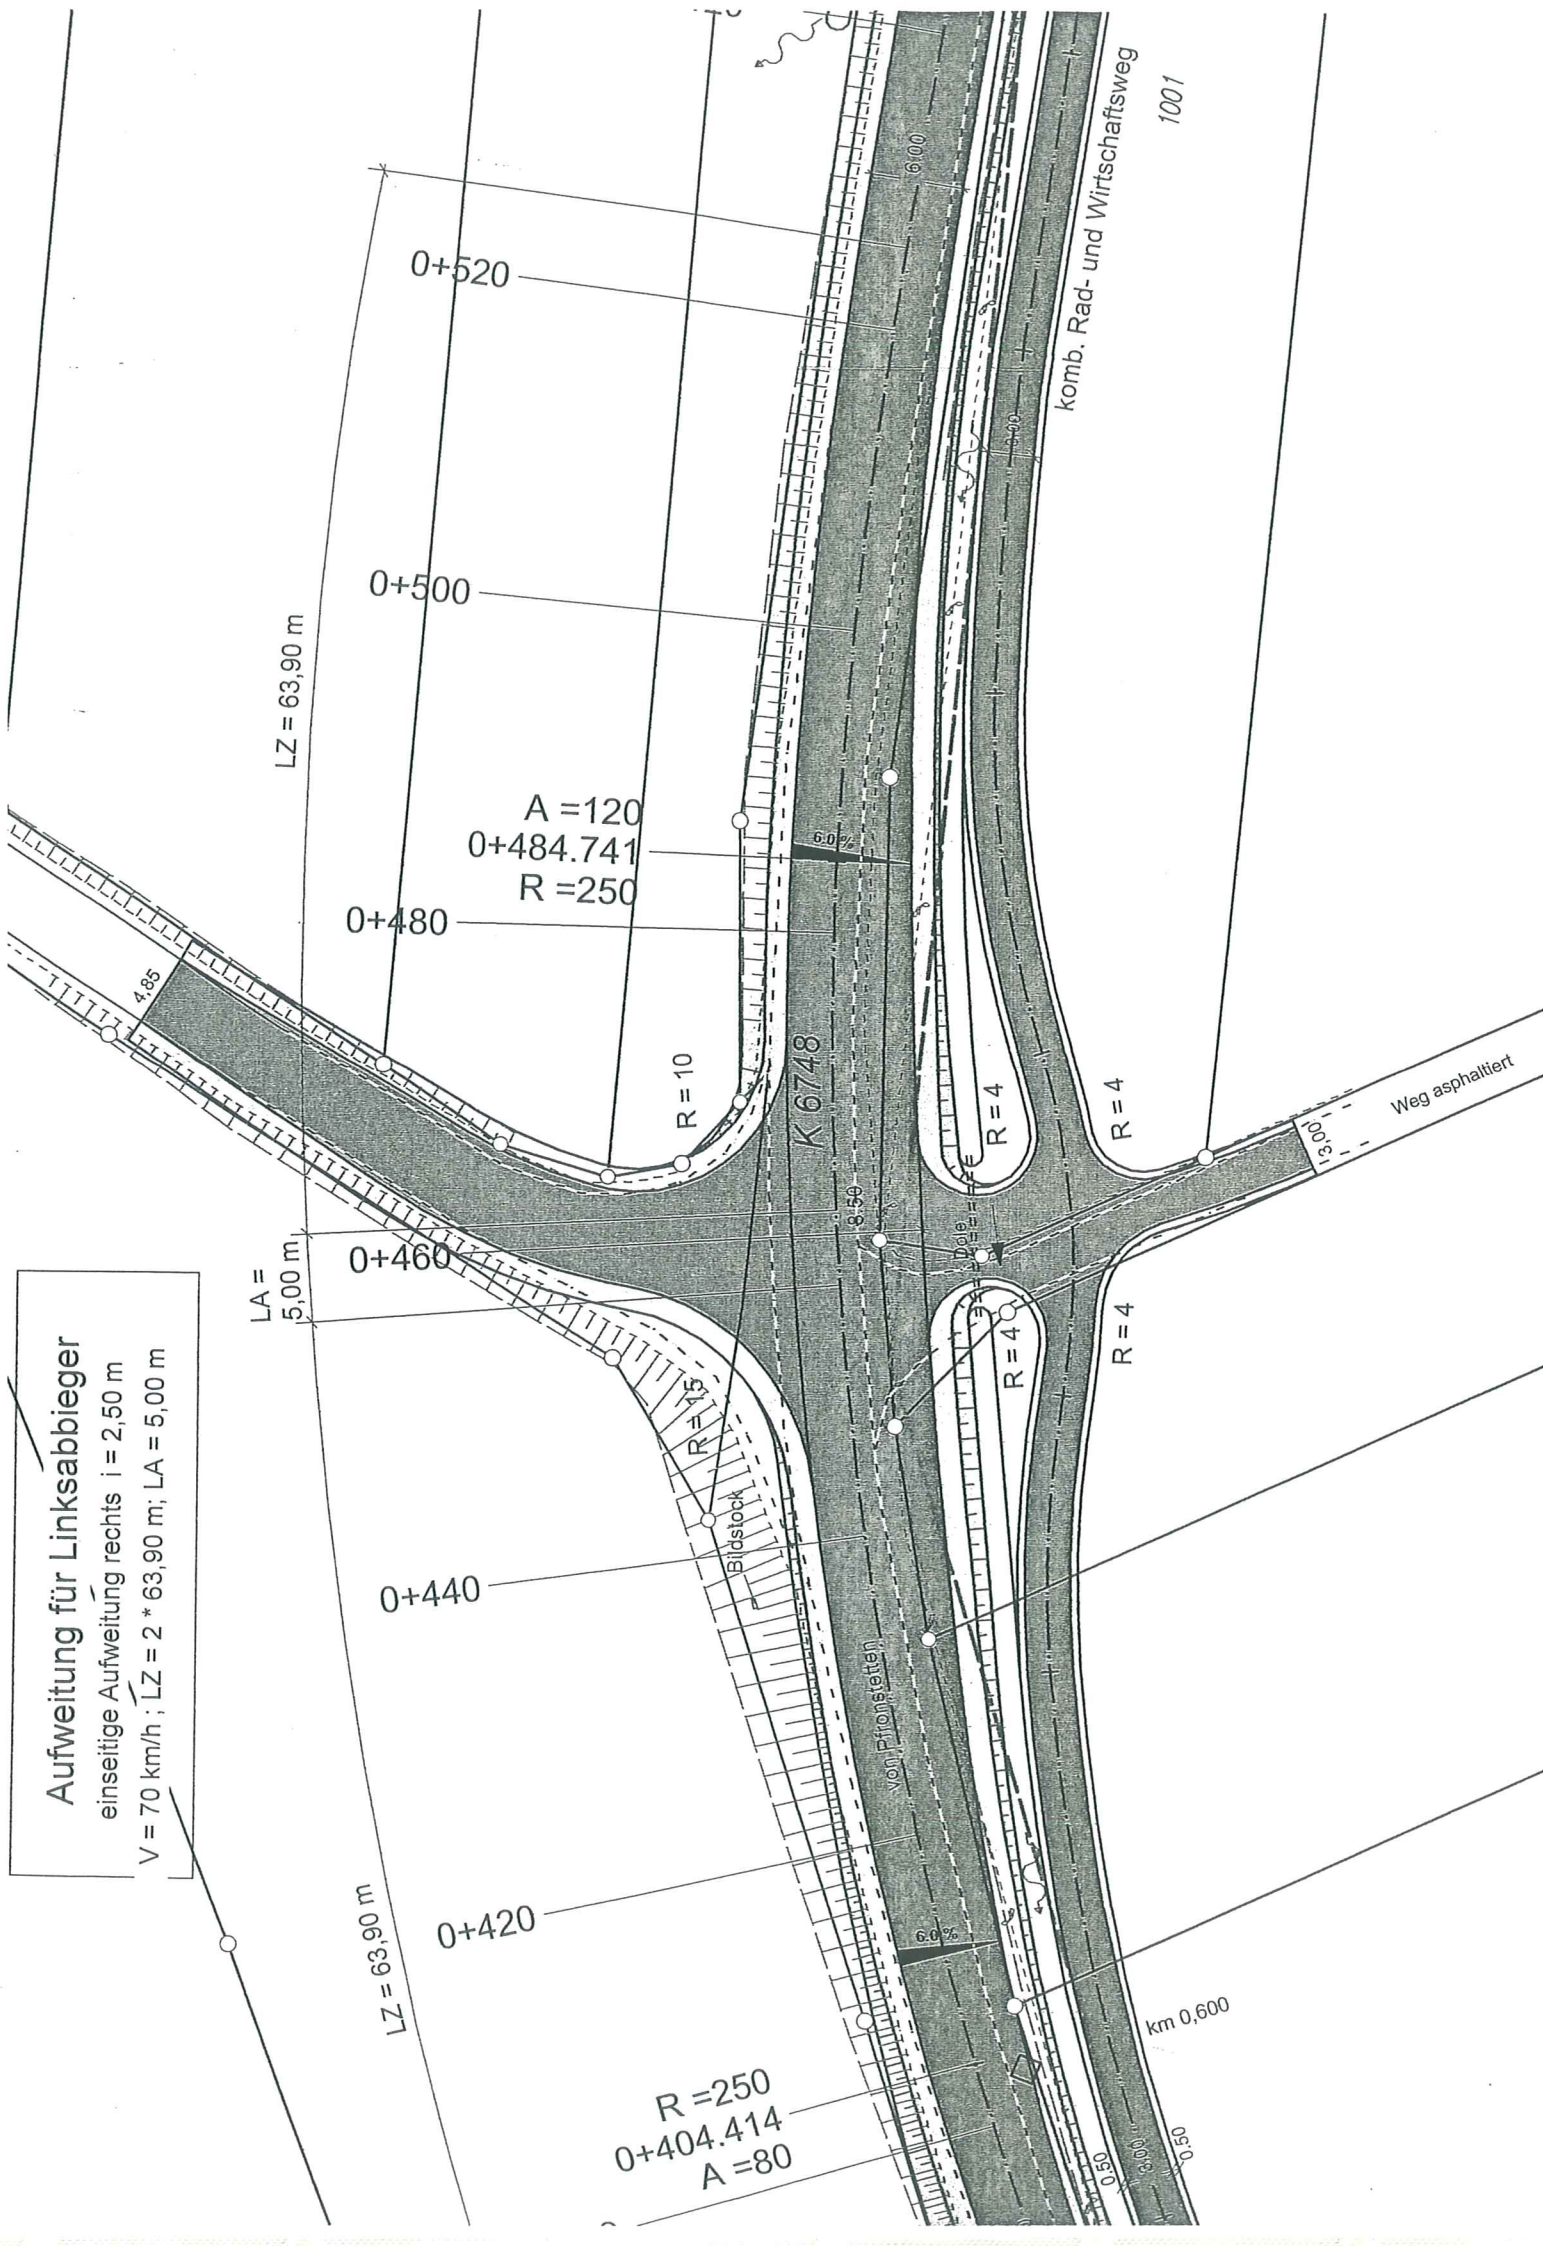 Aufweitung für Linksabbieger
einseitige Aufweitung rechts i = 2,50 m
V = 70 km/h ; LZ = 2 * 63,90 m; LA = 5,00 m
LZ = 63,90 m
LA =
5,00 m
LZ = 63,90 m
0+520
0+500
A =120
0+484.741
R =250
0+480
0+460
0+440
0+420
R =250
0+404.414
A =80
4,85
R = 10
R = 15
Bildstock
K 6748
8.50
6.0 %
6.00
3.00
komb. Rad- und Wirtschaftsweg
1001
R = 4
R = 4
R = 4
R = 4
3,00
Weg asphaltiert
von Pfronstetten
6.0 %
km 0,600
0.50
3.00
0.50